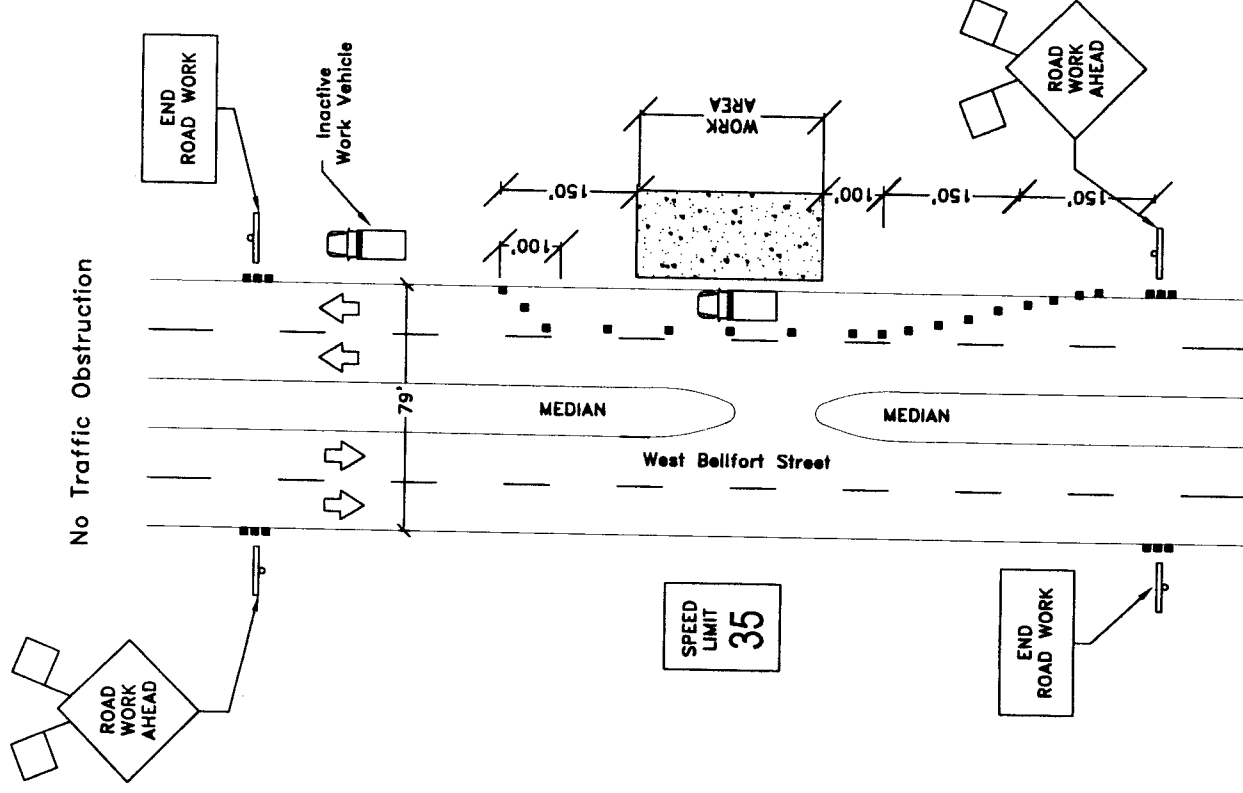 No Traffic Obstruction
END
ROAD WORK
Inactive
Work Vehicle
ROAD
WORK
AHEAD
79'
150'
100'
WORK
AREA
100'
150'
150'
MEDIAN
MEDIAN
West Bellfort Street
SPEED
LIMIT
35
END
ROAD WORK
ROAD
WORK
AHEAD